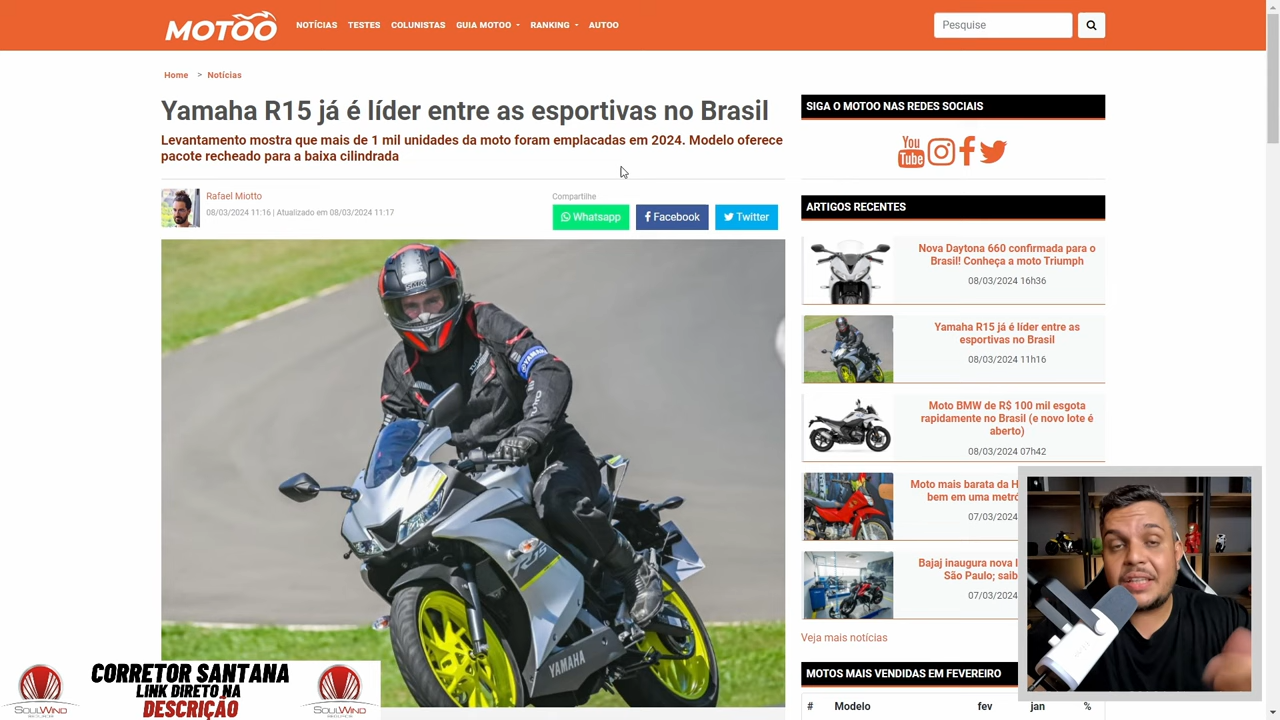 MOTOO
NOTÍCIAS TESTES COLUNISTAS GUIA MOTOO RANKING AUTOO
Pesquise
Home > Notícias
Yamaha R15 já é líder entre as esportivas no Brasil
Levantamento mostra que mais de 1 mil unidades da moto foram emplacadas em 2024. Modelo oferece
pacote recheado para a baixa cilindrada
Rafael Miotto
08/03/2024 11:16 | Atualizado em 08/03/2024 11:17
Compartilhe
Whatsapp
Facebook
Twitter
YAMAHA
R15
YAMAHA
SIGA O MOTOO NAS REDES SOCIAIS
You
Tube
ARTIGOS RECENTES
Nova Daytona 660 confirmada para o
Brasil! Conheça a moto Triumph
08/03/2024 16h36
Yamaha R15 já é líder entre as
esportivas no Brasil
08/03/2024 11h16
Moto BMW de R$ 100 mil esgota
rapidamente no Brasil (e novo lote é
aberto)
08/03/2024 07h42
Moto mais barata da H
bem em uma metró
07/03/2024
Bajaj inaugura nova
São Paulo; saib
07/03/2024
Veja mais notícias
MOTOS MAIS VENDIDAS EM FEVEREIRO
# Modelo fev jan %
CORRETOR SANTANA
LINK DIRETO NA
DESCRIÇÃO
SOULWIND
SOULWIND